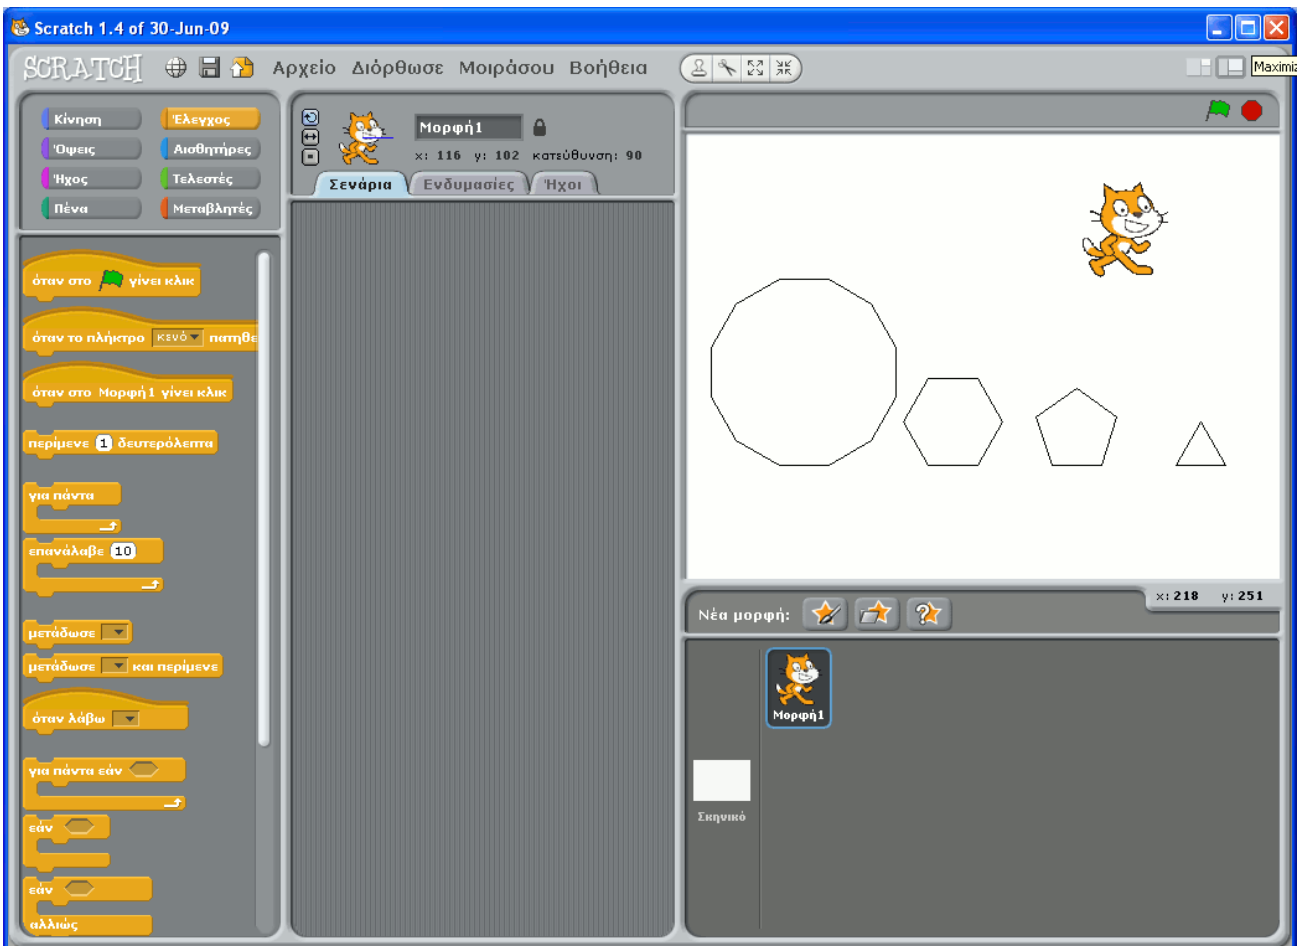 Scratch 1.4 of 30-Jun-09
SCRATCH Αρχείο Διόρθωσε Μοιράσου Βοήθεια
Κίνηση Έλεγχος
Όψεις Αισθητήρες
Ήχος Τελεστές
Πένα Μεταβλητές
όταν στο γίνει κλικ
όταν το πλήκτρο κενό πατηθε
όταν στο Μορφή1 γίνει κλικ
περίμενε 1 δευτερόλεπτα
για πάντα
επανάλαβε 10
μετάδωσε
μετάδωσε και περίμενε
όταν λάβω
για πάντα εάν
εάν
εάν
αλλιώς
Μορφή1
x: 116 y: 102 κατεύθυνση: 90
Σενάρια Ενδυμασίες Ήχοι
Maximiz
x: 218 y: 251
Νέα μορφή:
Μορφή1
Σκηνικό